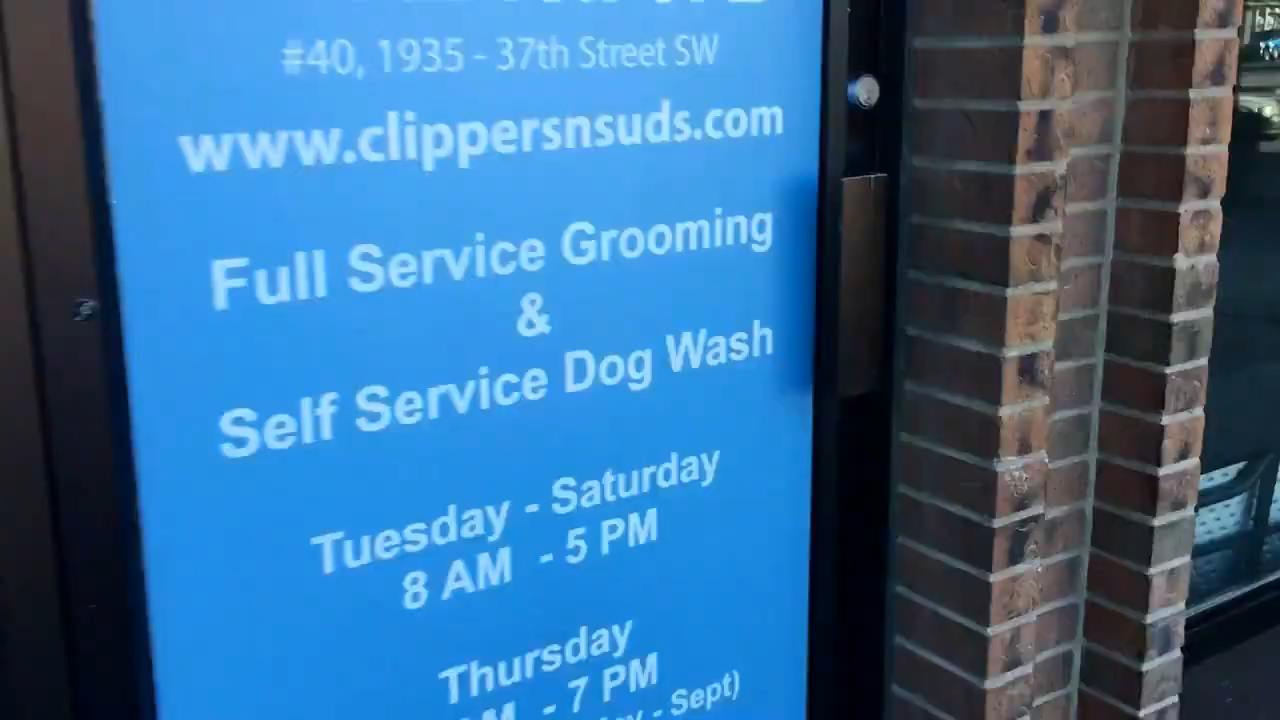 #40, 1935 - 37th Street SW
www.clippersnsuds.com
Full Service Grooming
&
Self Service Dog Wash
Tuesday - Saturday
8 AM - 5 PM
Thursday
- 7 PM
- Sept)